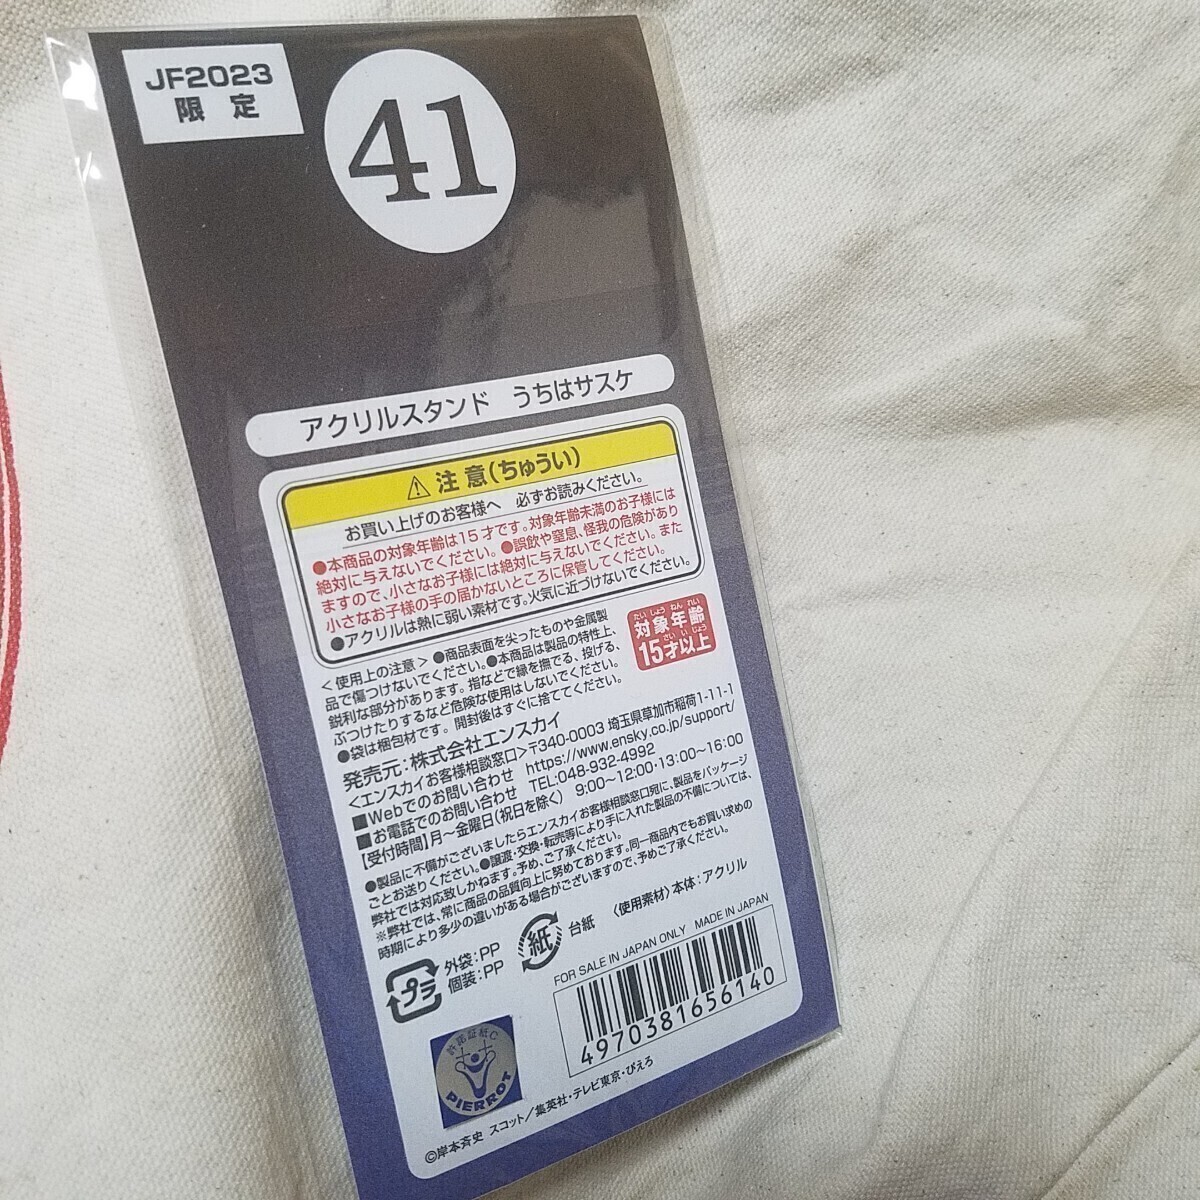 JF2023
限 定
41
アクリルスタンド うちはサスケ
⚠ 注 意(ちゅうい)
お買い上げのお客様へ 必ずお読みください。
●本商品の対象年齢は15才です。対象年齢未満のお子様には
絶対に与えないでください。●誤飲や窒息、怪我の危険があり
ますので、小さなお子様には絶対に与えないでください。また
小さなお子様の手の届かないところに保管してください。
●アクリルは熱に弱い素材です。火気に近づけないでください。
たい しょう ねん れい
対象年齢
さい い じょう
15才以上
<使用上の注意> ●商品表面を尖ったものや金属製
品で傷つけないでください。●本商品は製品の特性上、
鋭利な部分があります。指などで縁を撫でる、投げる、
ぶつけたりするなど危険な使用はしないでください。
●袋は梱包材です。開封後はすぐに捨ててください。
発売元:株式会社エンスカイ
<エンスカイお客様相談窓口>〒340-0003 埼玉県草加市稲荷1-11-1
■Webでのお問い合わせ https://www.ensky.co.jp/support/
■お電話でのお問い合わせ TEL:048-932-4992
【受付時間】月〜金曜日(祝日を除く) 9:00〜12:00・13:00〜16:00
●製品に不備がございましたらエンスカイお客様相談窓口宛に、製品をパッケージ
ごとお送りください。●譲渡・交換・転売等により手に入れた製品の不備については、
弊社では対応致しかねます。予め、ご了承ください。
※弊社では、常に商品の品質向上に努めております。同一商品内でもお買い求めの
時期により多少の違いがある場合がございますので、予めご了承ください。
プラ
外袋:PP
個装:PP
紙
台紙
〈使用素材〉本体:アクリル
FOR SALE IN JAPAN ONLY MADE IN JAPAN
4970381656140
許諾証紙C
PIERROT
©岸本斉史 スコット/集英社・テレビ東京・ぴえろ